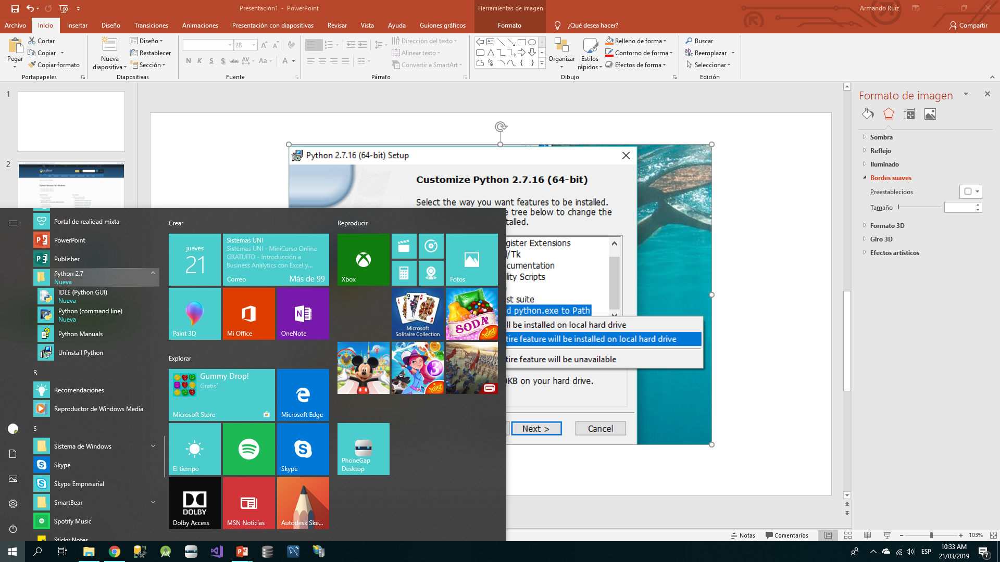 Presentación1 - PowerPoint
Herramientas de imagen
Armando Ruiz
Archivo
Inicio
Insertar
Diseño
Transiciones
Animaciones
Presentación con diapositivas
Revisar
Vista
Ayuda
Guiones gráficos
Formato
¿Qué desea hacer?
Compartir
Pegar
Cortar
Copiar
Copiar formato
Portapapeles
Nueva
diapositiva
Diseño
Restablecer
Sección
Diapositivas
28
N K S S abc AV Aa A
Fuente
Dirección del texto
Alinear texto
Convertir a SmartArt
Párrafo
Organizar
Estilos
rápidos
Relleno de forma
Contorno de forma
Efectos de forma
Dibujo
Buscar
Reemplazar
Seleccionar
Edición
1
2
python
Python Releases for Windows
Python 2.7.16 (64-bit) Setup
Customize Python 2.7.16 (64-bit)
Select the way you want features to be installed.
e tree below to change the
talled.
gister Extensions
l/Tk
cumentation
lity Scripts
st suite
d python.exe to Path
ll be installed on local hard drive
tire feature will be installed on local hard drive
tire feature will be unavailable
KB on your hard drive.
Next >
Cancel
Formato de imagen
Sombra
Reflejo
Iluminado
Bordes suaves
Preestablecidos
Tamaño
Formato 3D
Giro 3D
Efectos artísticos
Portal de realidad mixta
PowerPoint
Publisher
Python 2.7
Nueva
IDLE (Python GUI)
Nueva
Python (command line)
Nueva
Python Manuals
Uninstall Python
R
Recomendaciones
Reproductor de Windows Media
S
Sistema de Windows
Skype
Skype Empresarial
SmartBear
Spotify Music
Sticky Notes
Crear
jueves
21
Sistemas UNI
Sistemas UNI - MiniCurso Online
GRATUITO - Introducción a
Business Analytics con Excel y...
Correo
Más de 99
Paint 3D
Mi Office
OneNote
Explorar
Gummy Drop!
Gratis*
Microsoft Store
Microsoft Edge
El tiempo
Skype
DOLBY
Dolby Access
MSN Noticias
Autodesk Ske...
Reproducir
Xbox
Fotos
Microsoft
Solitaire Collection
SODA
King
3
King
PhoneGap
Desktop
Notas
Comentarios
103%
ESP
10:33 AM
21/03/2019
7